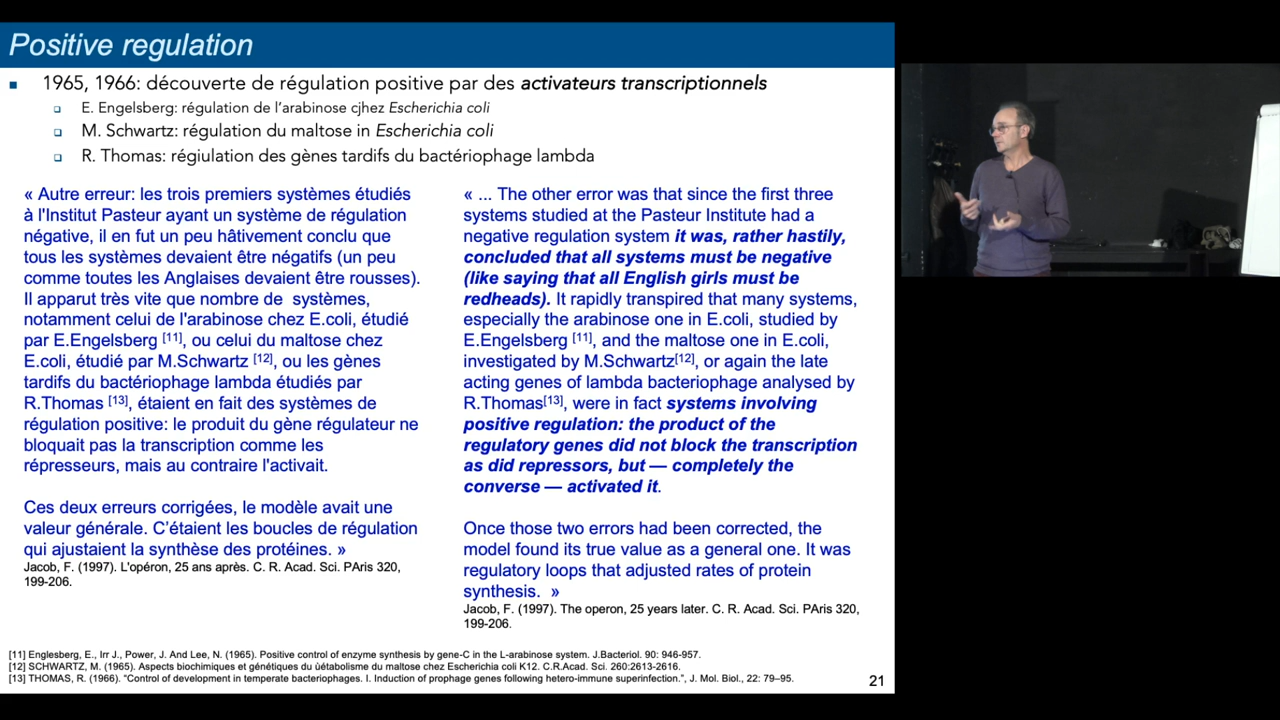 Positive regulation
1965, 1966: découverte de régulation positive par des activateurs transcriptionnels
E. Engelsberg: régulation de l'arabinose cjhez Escherichia coli
M. Schwartz: régulation du maltose in Escherichia coli
R. Thomas: régiulation des gènes tardifs du bactériophage lambda
« Autre erreur: les trois premiers systèmes étudiés
à l'Institut Pasteur ayant un système de régulation
négative, il en fut un peu hâtivement conclu que
tous les systèmes devaient être négatifs (un peu
comme toutes les Anglaises devaient être rousses).
Il apparut très vite que nombre de systèmes,
notamment celui de l'arabinose chez E.coli, étudié
par E.Engelsberg [11], ou celui du maltose chez
E.coli, étudié par M.Schwartz [12], ou les gènes
tardifs du bactériophage lambda étudiés par
R.Thomas [13], étaient en fait des systèmes de
régulation positive: le produit du gène régulateur ne
bloquait pas la transcription comme les
répresseurs, mais au contraire l'activait.
Ces deux erreurs corrigées, le modèle avait une
valeur générale. C'étaient les boucles de régulation
qui ajustaient la synthèse des protéines. »
Jacob, F. (1997). L'opéron, 25 ans après. C. R. Acad. Sci. PAris 320,
199-206.
« ... The other error was that since the first three
systems studied at the Pasteur Institute had a
negative regulation system it was, rather hastily,
concluded that all systems must be negative
(like saying that all English girls must be
redheads). It rapidly transpired that many systems,
especially the arabinose one in E.coli, studied by
E.Engelsberg [11], and the maltose one in E.coli,
investigated by M.Schwartz[12], or again the late
acting genes of lambda bacteriophage analysed by
R.Thomas[13], were in fact systems involving
positive regulation: the product of the
regulatory genes did not block the transcription
as did repressors, but — completely the
converse — activated it.
Once those two errors had been corrected, the
model found its true value as a general one. It was
regulatory loops that adjusted rates of protein
synthesis. »
Jacob, F. (1997). The operon, 25 years later. C. R. Acad. Sci. PAris 320,
199-206.
[11] Englesberg, E., Irr J., Power, J. And Lee, N. (1965). Positive control of enzyme synthesis by gene-C in the L-arabinose system. J.Bacteriol. 90: 946-957.
[12] SCHWARTZ, M. (1965). Aspects biochimiques et génétiques du ùétabolisme du maltose chez Escherichia coli K12. C.R.Acad. Sci. 260:2613-2616.
[13] THOMAS, R. (1966). "Control of development in temperate bacteriophages. I. Induction of prophage genes following hetero-immune superinfection.", J. Mol. Biol., 22: 79–95.
21